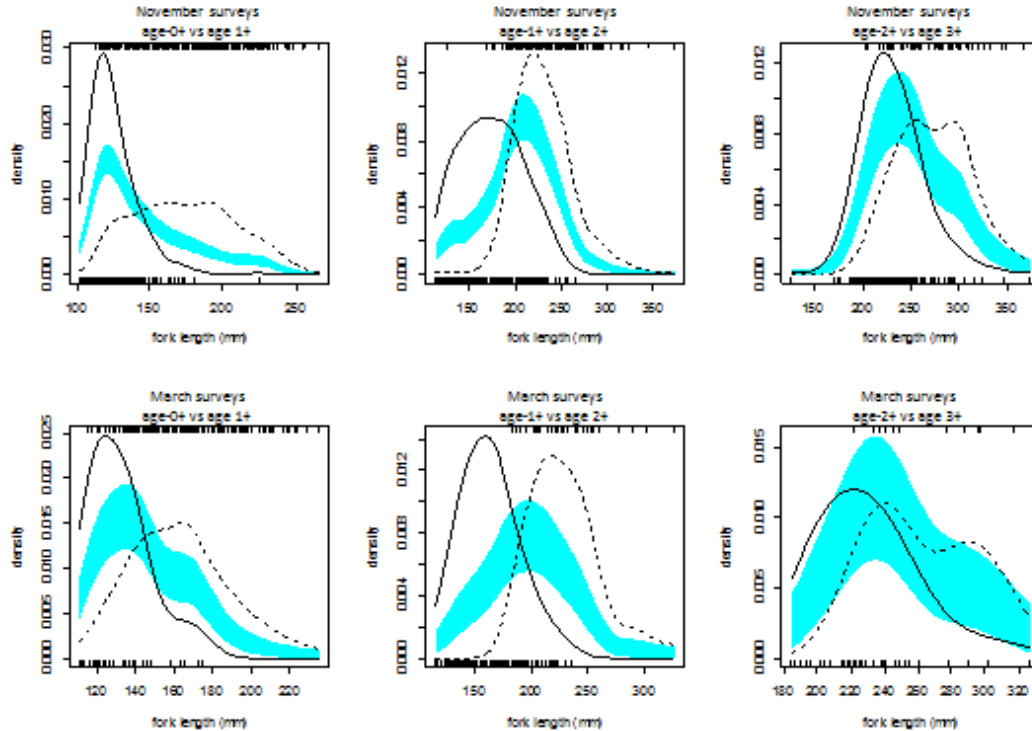 November surveys
age-0+ vs age 1+
0.030
0.020
0.010
0.000
density
100
150
200
250
fork length (mm)
November surveys
age-1+ vs age 2+
0.012
0.008
0.004
0.000
density
150
200
250
300
350
fork length (mm)
November surveys
age-2+ vs age 3+
0.012
0.008
0.004
0.000
density
150
200
250
300
350
fork length (mm)
March surveys
age-0+ vs age 1+
0.025
0.020
0.015
0.010
0.005
0.000
density
120
140
160
180
200
220
fork length (mm)
March surveys
age-1+ vs age 2+
0.012
0.008
0.004
0.000
density
150
200
250
300
fork length (mm)
March surveys
age-2+ vs age 3+
0.015
0.010
0.005
0.000
density
180
200
220
240
260
280
300
320
fork length (mm)